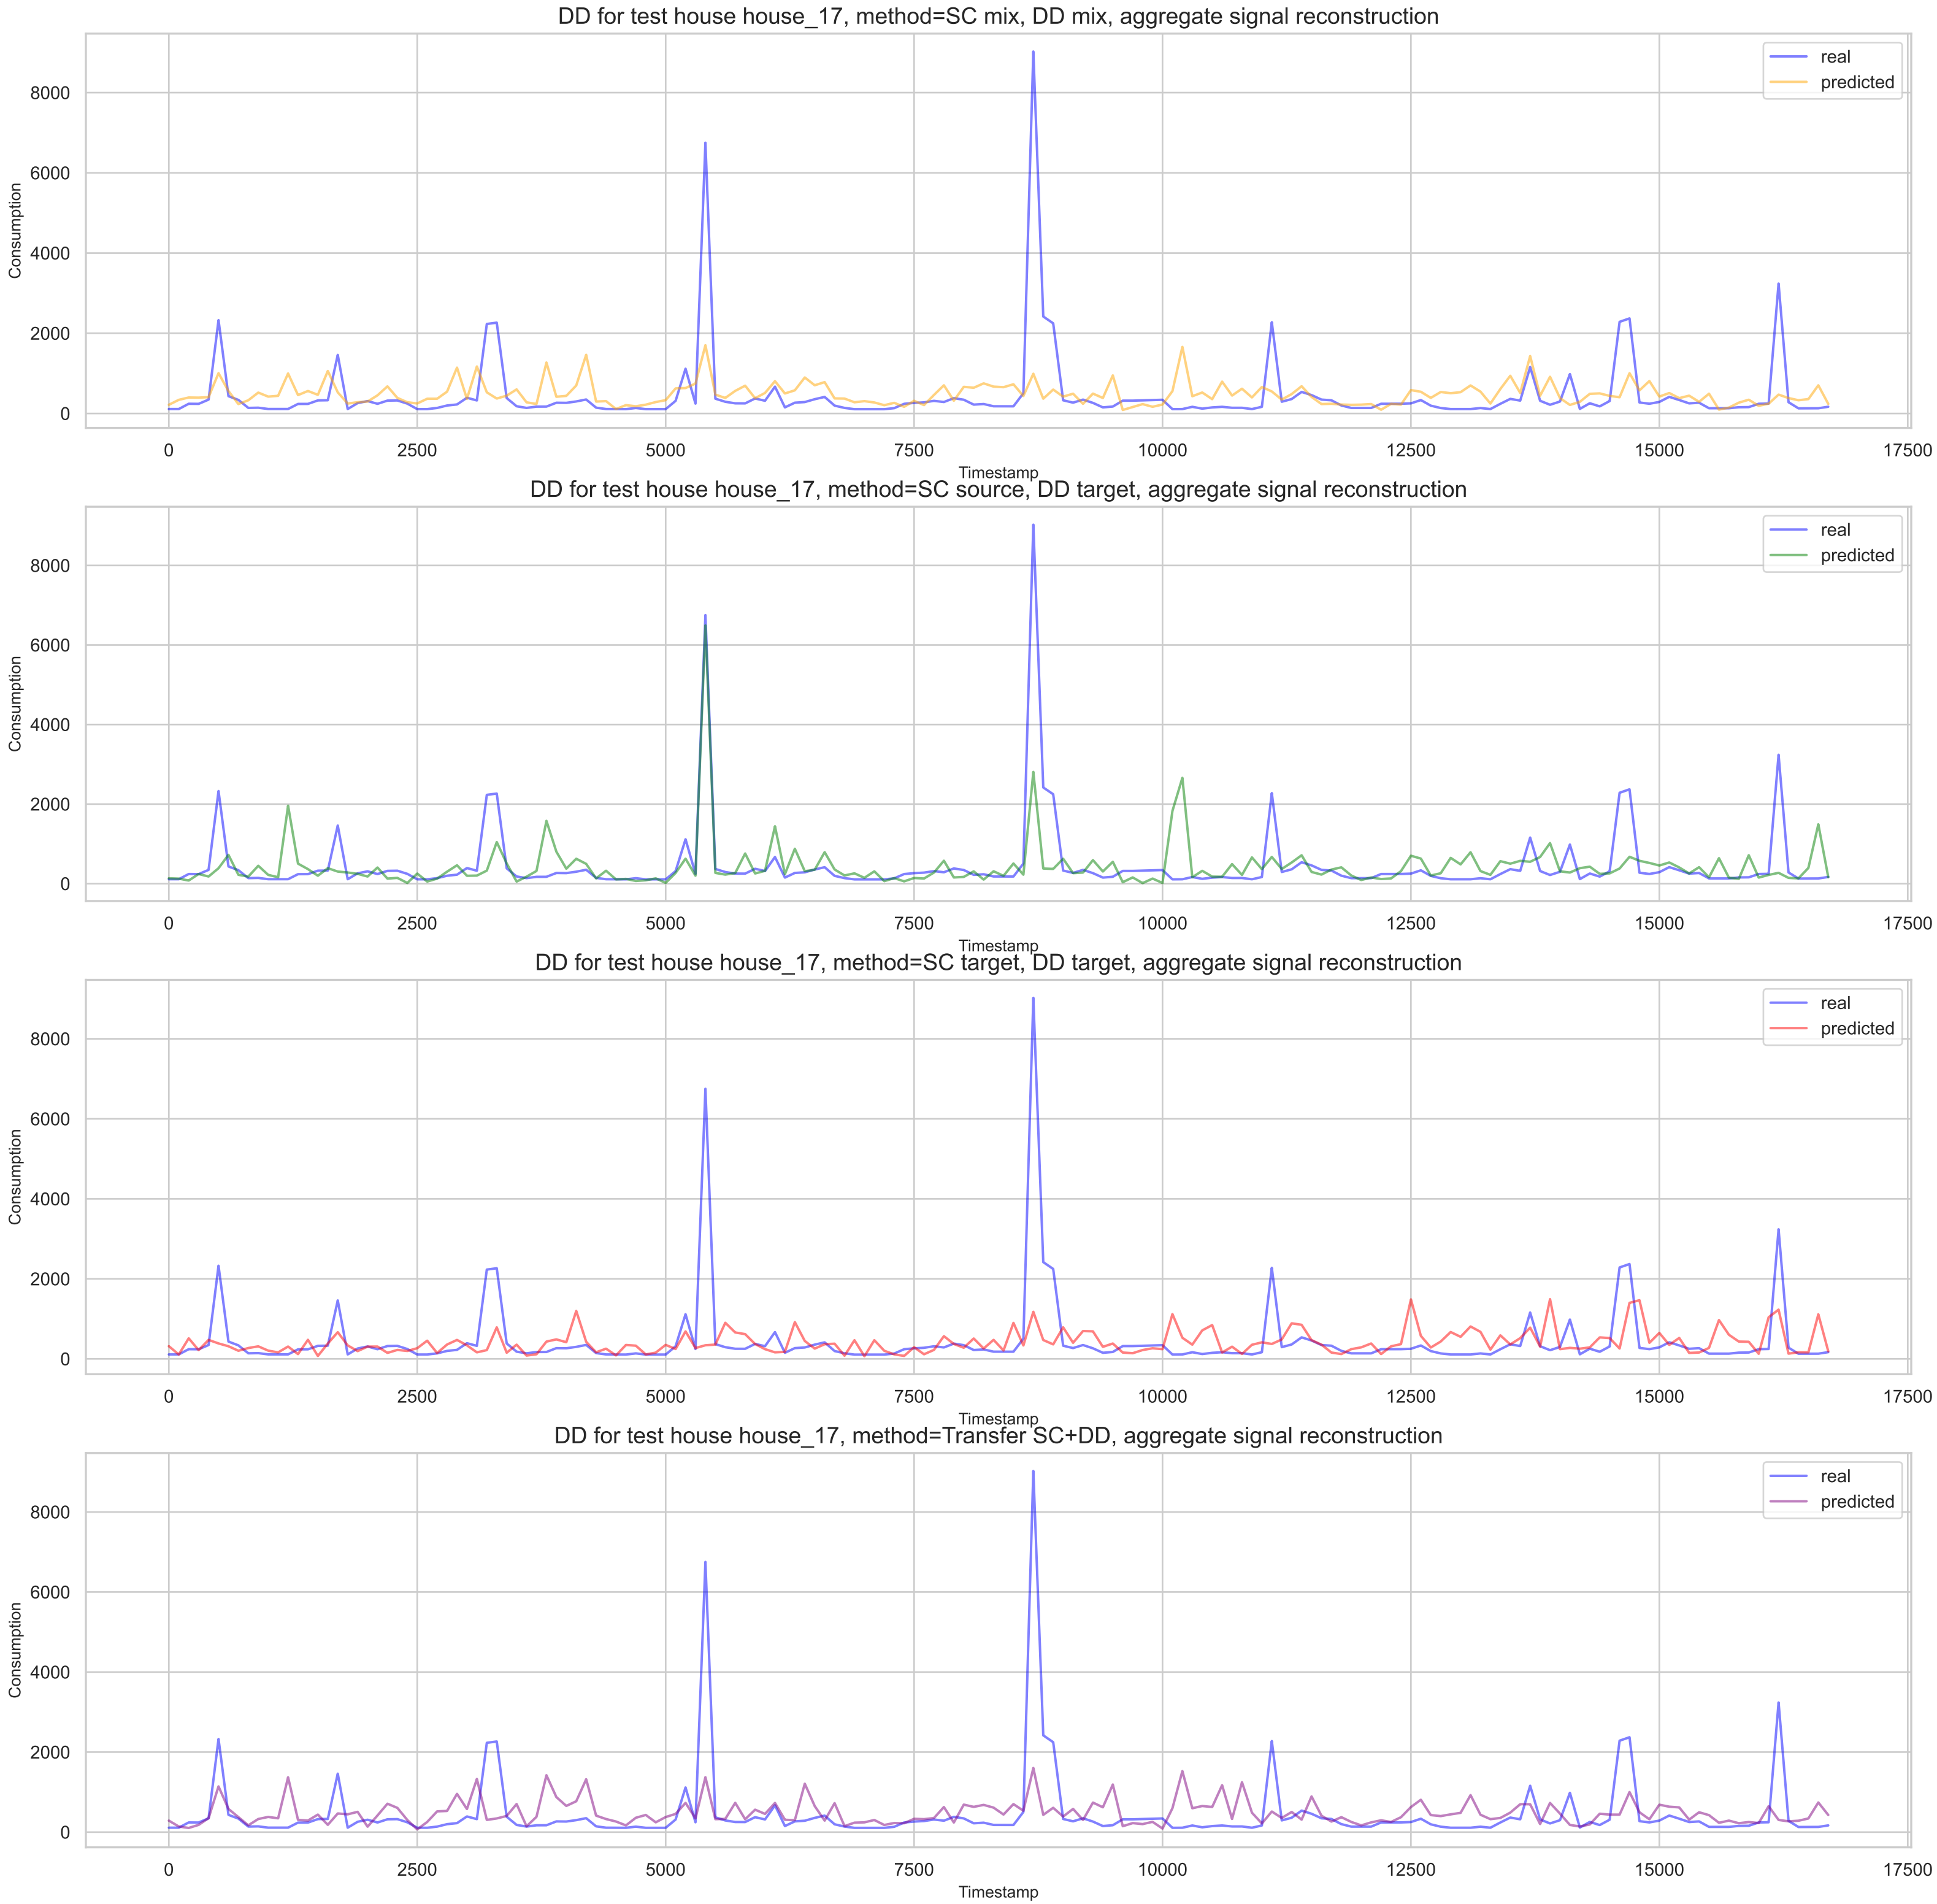 DD for test house house_17, method=SC mix, DD mix, aggregate signal reconstruction
real
predicted
8000
6000
4000
2000
0
Consumption
0 2500 5000 7500 10000 12500 15000 17500
Timestamp
DD for test house house_17, method=SC source, DD target, aggregate signal reconstruction
real
predicted
8000
6000
4000
2000
0
Consumption
0 2500 5000 7500 10000 12500 15000 17500
Timestamp
DD for test house house_17, method=SC target, DD target, aggregate signal reconstruction
real
predicted
8000
6000
4000
2000
0
Consumption
0 2500 5000 7500 10000 12500 15000 17500
Timestamp
DD for test house house_17, method=Transfer SC+DD, aggregate signal reconstruction
real
predicted
8000
6000
4000
2000
0
Consumption
0 2500 5000 7500 10000 12500 15000 17500
Timestamp